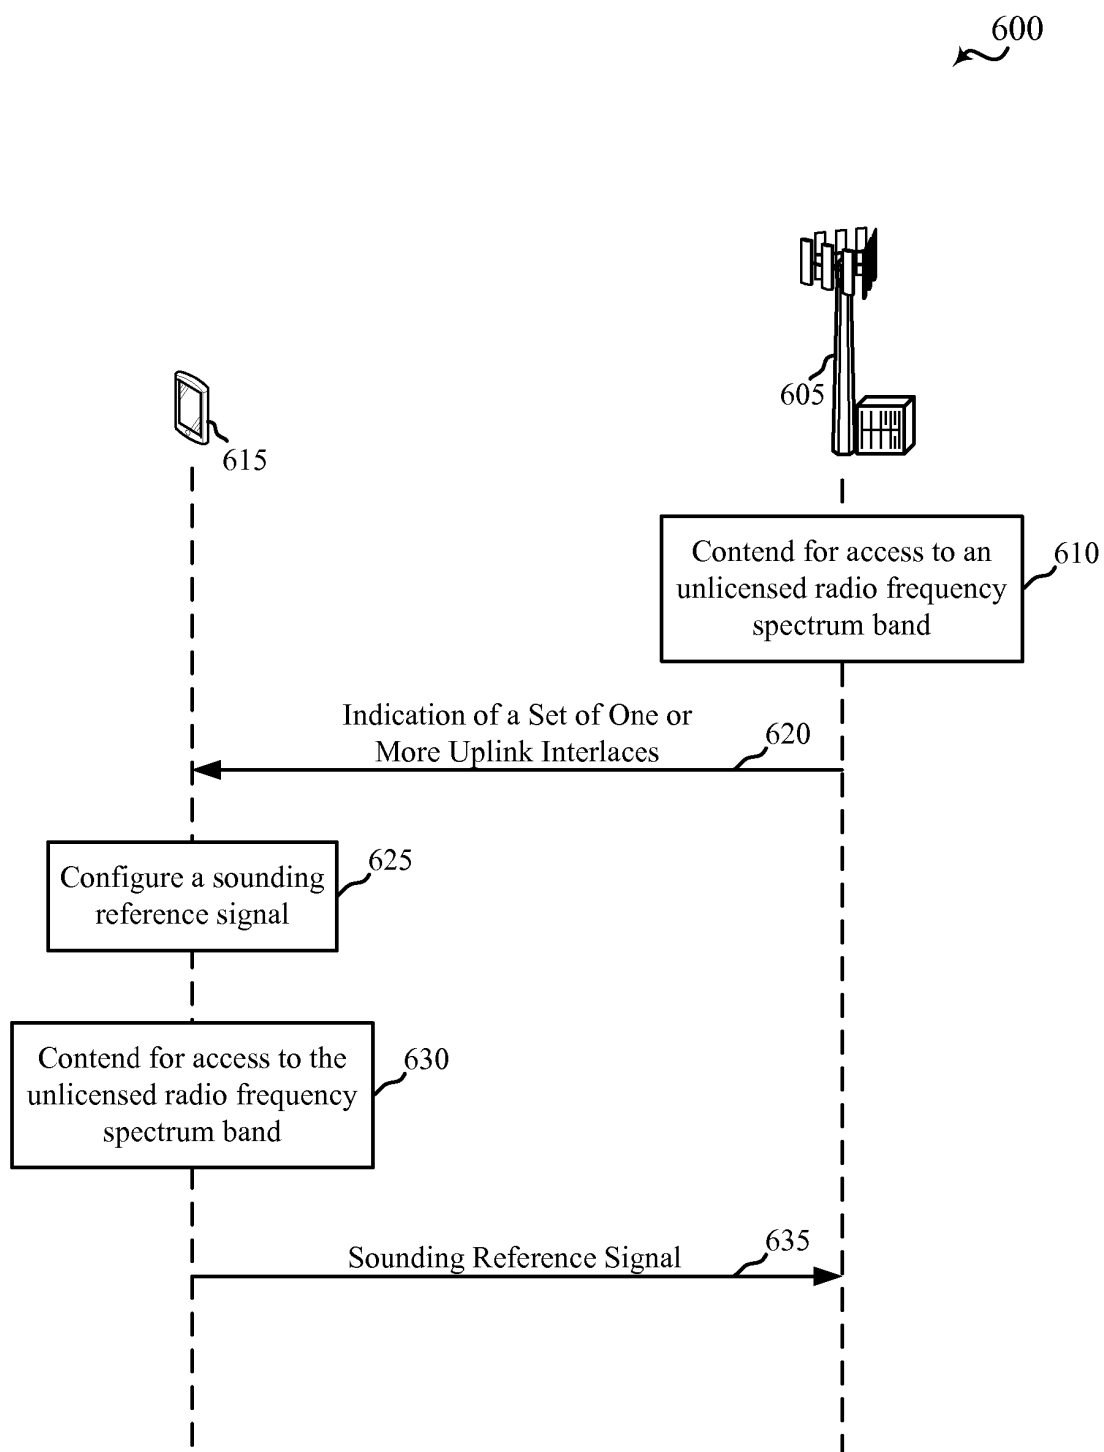 600
605
615
Contend for access to an
unlicensed radio frequency
spectrum band
610
Indication of a Set of One or
More Uplink Interlaces
620
Configure a sounding
reference signal
625
Contend for access to the
unlicensed radio frequency
spectrum band
630
Sounding Reference Signal
635